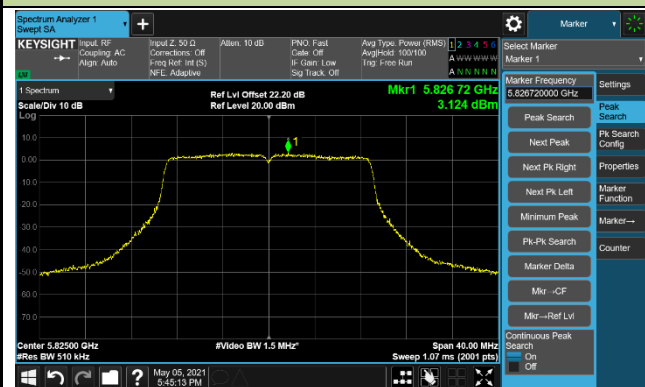 Spectrum Analyzer 1
Swept SA
+
Marker
KEYSIGHT
Input: RF
Coupling: AC
Align: Auto
Input Z: 50 Ω
Corrections: Off
Freq Ref: Int (S)
NFE: Adaptive
Atten: 10 dB
PNO: Fast
Gate: Off
IF Gain: Low
Sig Track: Off
Avg Type: Power (RMS)
Avg|Hold: 100/100
Trig: Free Run
1 2 3 4 5 6
A W W W W W
A N N N N N
Select Marker
Marker 1
LM
1 Spectrum
Scale/Div 10 dB
Log
Ref Lvl Offset 22.20 dB
Ref Level 20.00 dBm
Mkr1 5.826 72 GHz
3.124 dBm
1
10.0
0.00
10.0
20.0
30.0
40.0
50.0
60.0
70.0
Center 5.82500 GHz
#Res BW 510 kHz
#Video BW 1.5 MHz*
Span 40.00 MHz
Sweep 1.07 ms (2001 pts)
Marker Frequency
5.826720000 GHz
Peak Search
Next Peak
Next Pk Right
Next Pk Left
Minimum Peak
Pk-Pk Search
Marker Delta
Mkr→CF
Mkr→Ref Lvl
Continuous Peak
Search
On
Off
Settings
Peak
Search
Pk Search
Config
Properties
Marker
Function
Marker→
Counter
?
May 05, 2021
5:45:13 PM